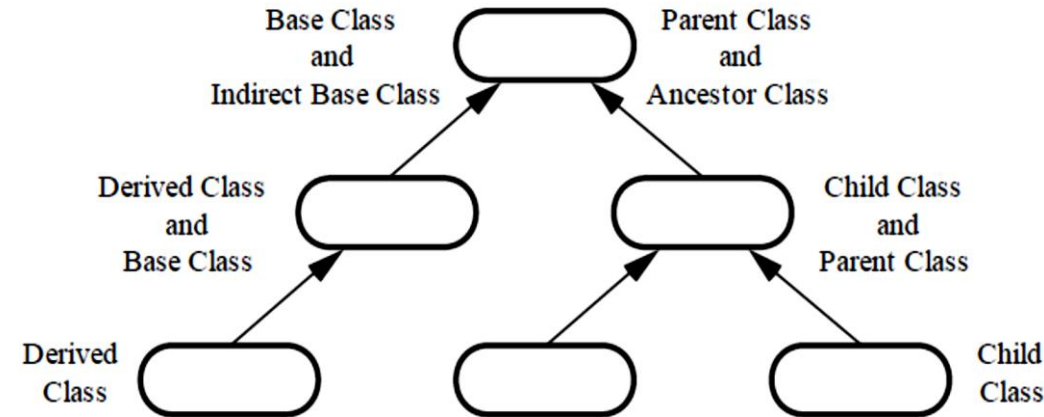 Base Class
and
Indirect Base Class
Parent Class
and
Ancestor Class
Derived Class
and
Base Class
Child Class
and
Parent Class
Derived
Class
Child
Class